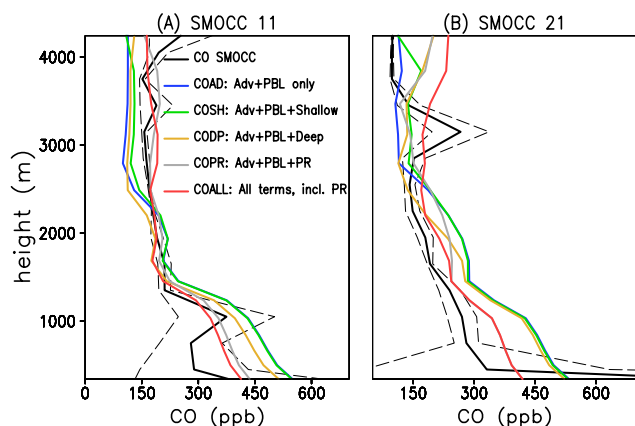 (A) SMOCC 11
(B) SMOCC 21
4000
3000
2000
1000
height (m)
CO SMOCC
COAD: Adv+PBL only
COSH: Adv+PBL+Shallow
CODP: Adv+PBL+Deep
COPR: Adv+PBL+PR
COALL: All terms, incl. PR
0 150 300 450 600
150 300 450 600
CO (ppb)
CO (ppb)